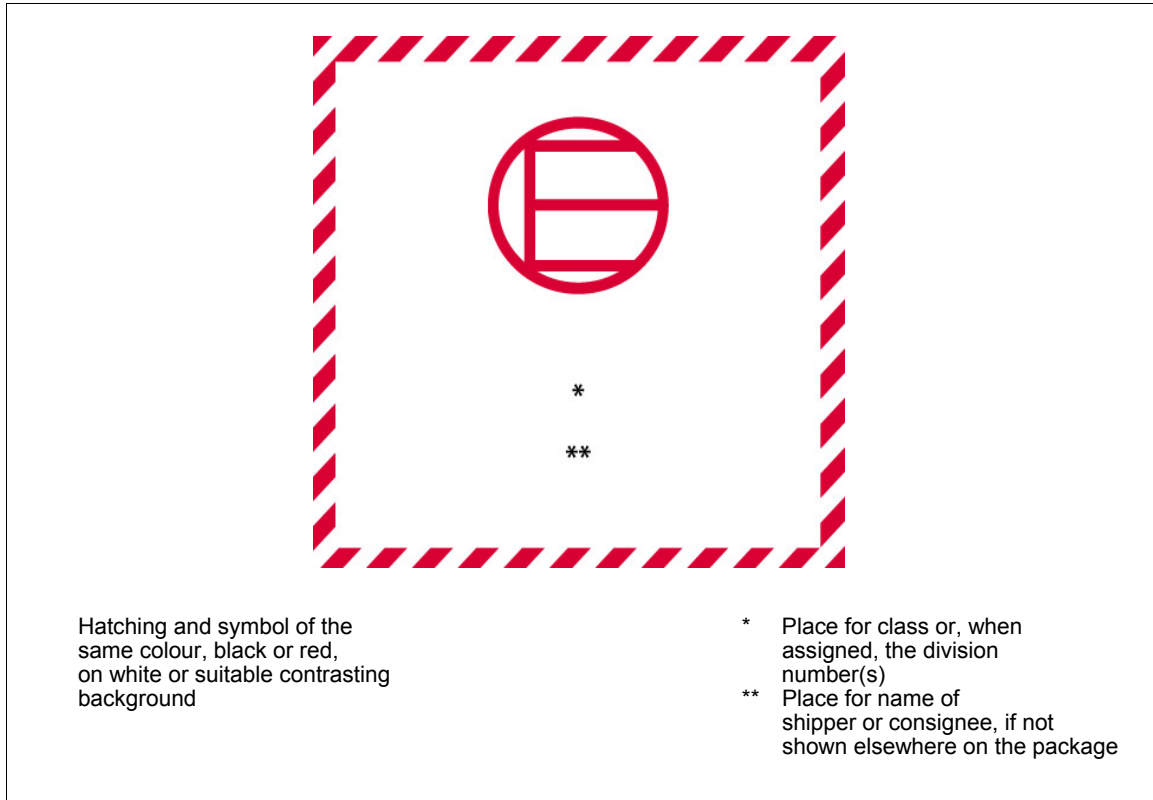 E
*
**
Hatching and symbol of the
same colour, black or red,
on white or suitable contrasting
background
* Place for class or, when
assigned, the division
number(s)
** Place for name of
shipper or consignee, if not
shown elsewhere on the package